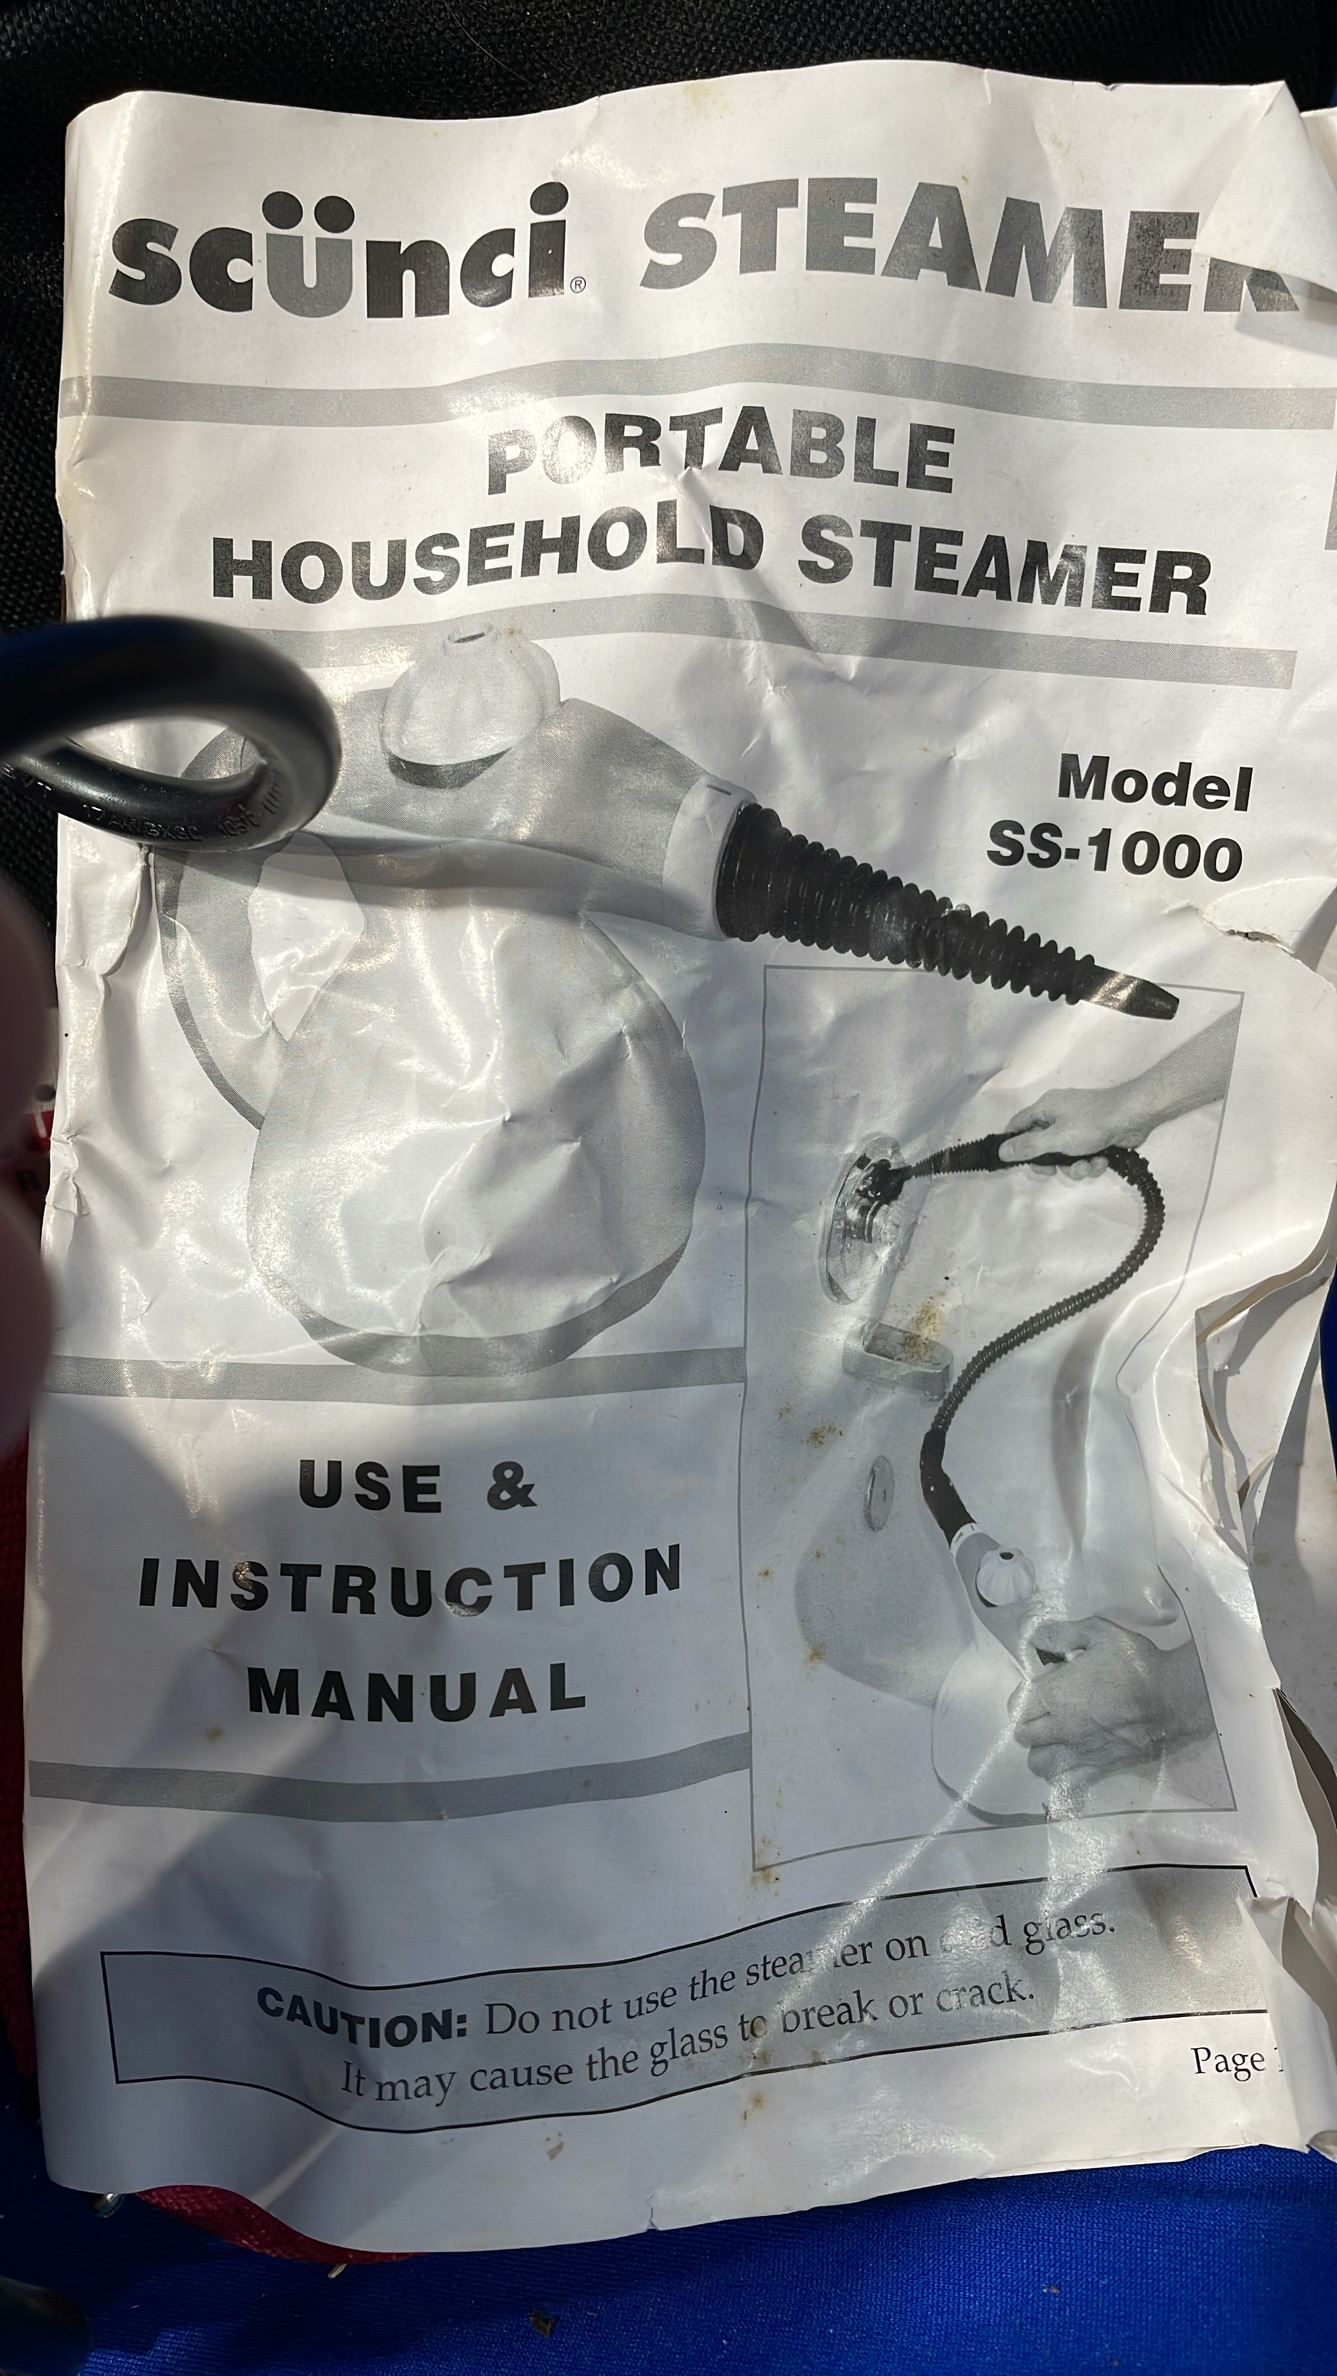 scünci® STEAMER
PORTABLE
HOUSEHOLD STEAMER
Model
SS-1000
USE &
INSTRUCTION
MANUAL
CAUTION: Do not use the steamer on glass.
It may cause the glass to break or crack.
Page